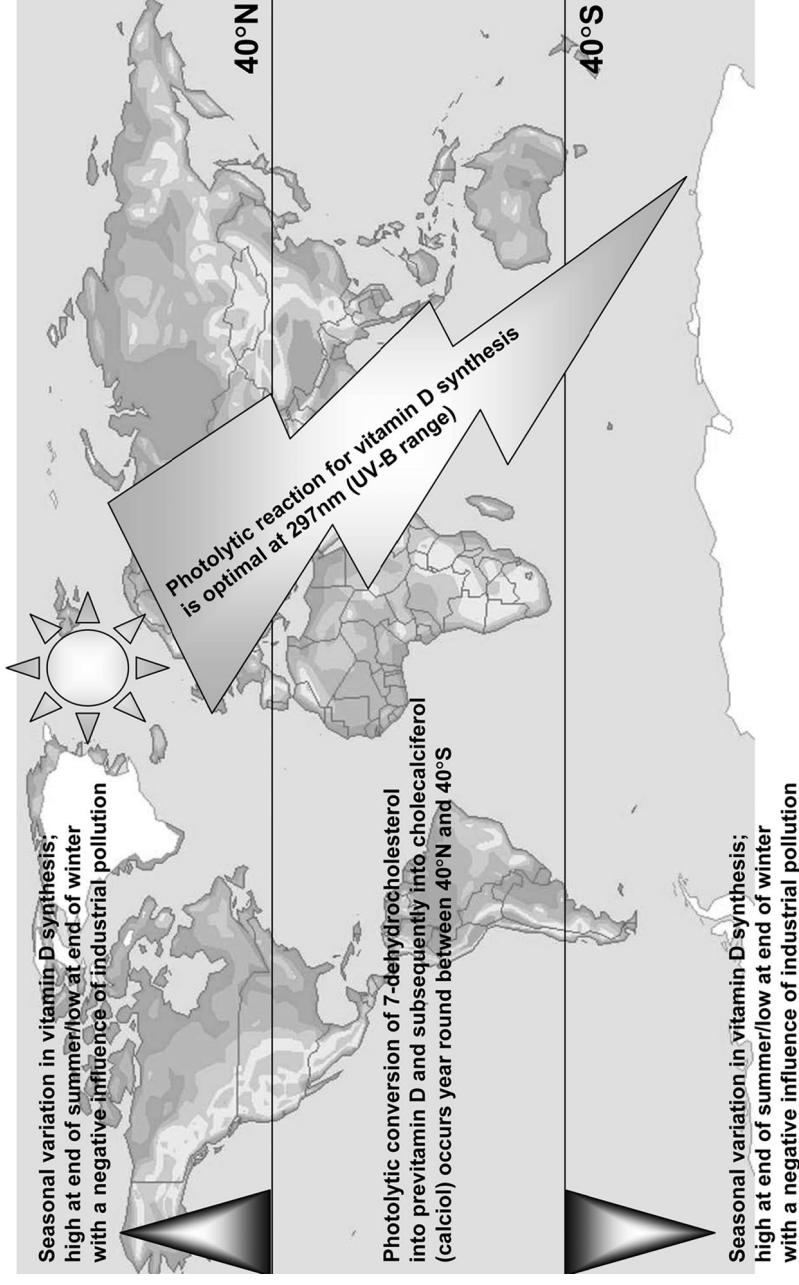 Seasonal variation in vitamin D synthesis;
high at end of summer/low at end of winter
with a negative influence of industrial pollution
40°N
Photolytic reaction for vitamin D synthesis
is optimal at 297nm (UV-B range)
Photolytic conversion of 7-dehydrocholesterol
into previtamin D and subsequently into cholecalciferol
(calciol) occurs year round between 40°N and 40°S
40°S
Seasonal variation in vitamin D synthesis;
high at end of summer/low at end of winter
with a negative influence of industrial pollution